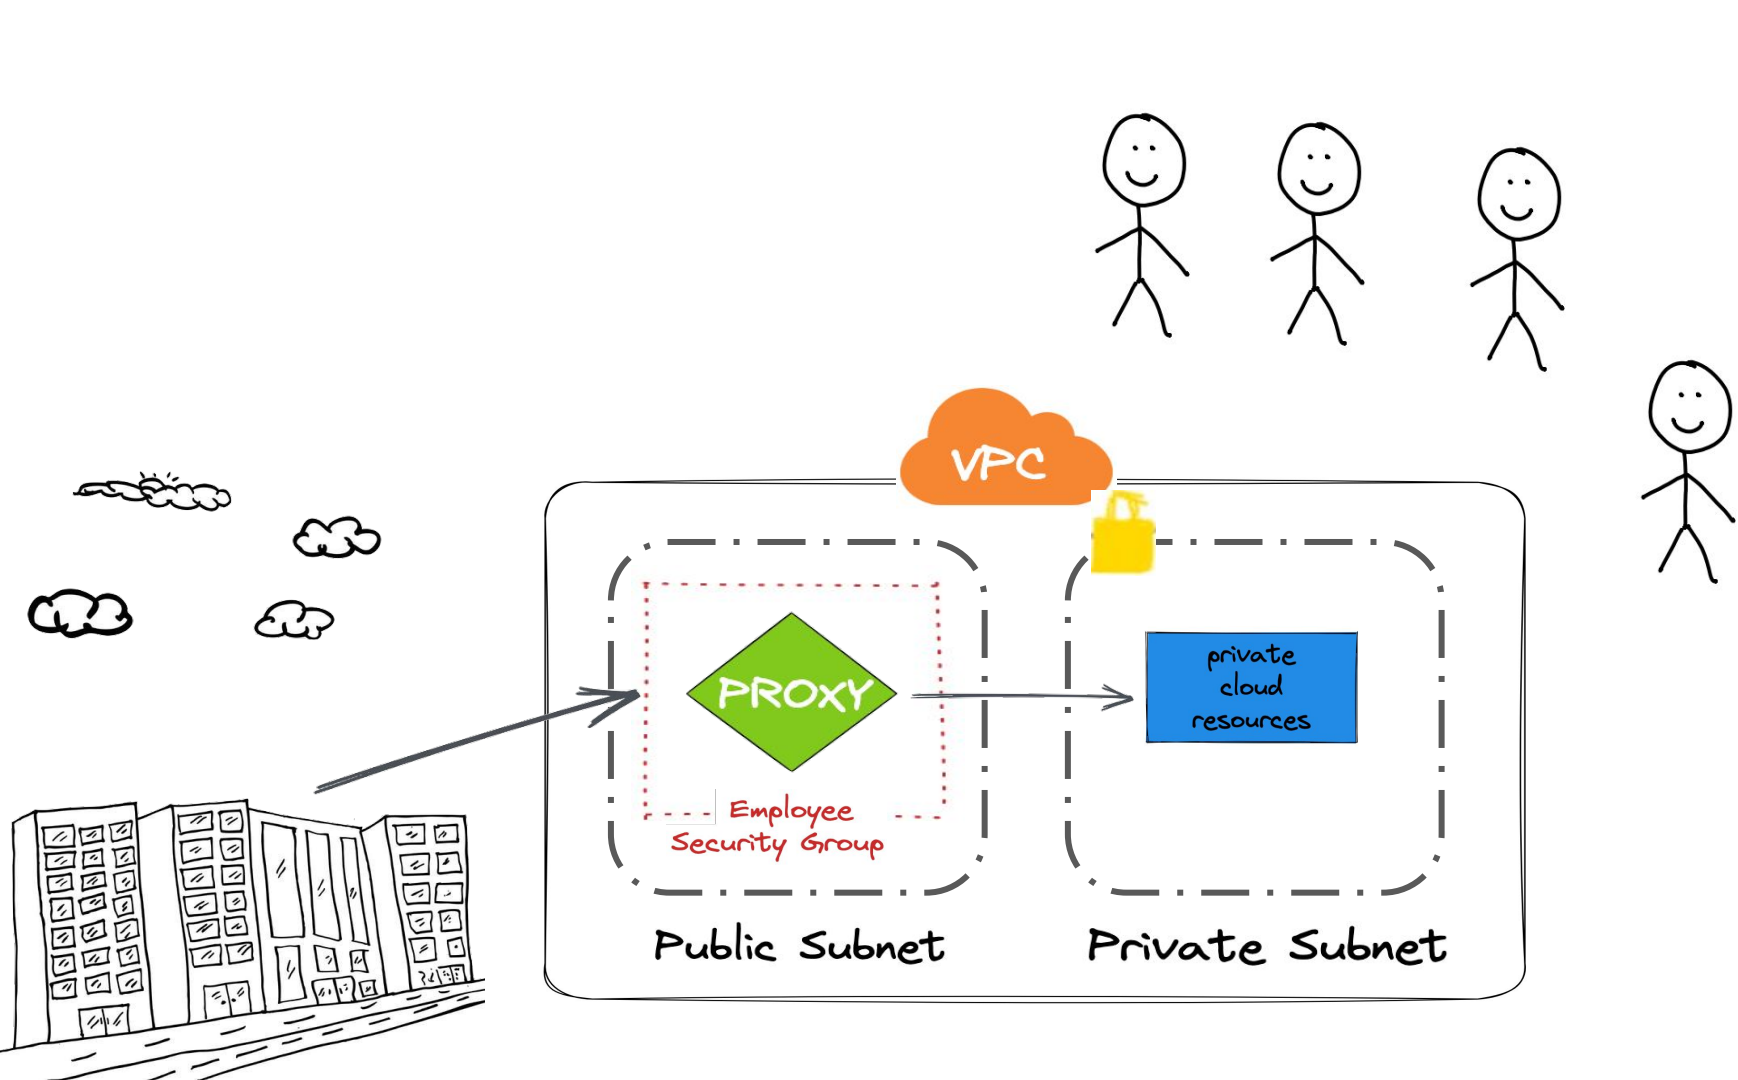 VPC
PROXY
Employee
Security Group
private
cloud
resources
Public Subnet
Private Subnet